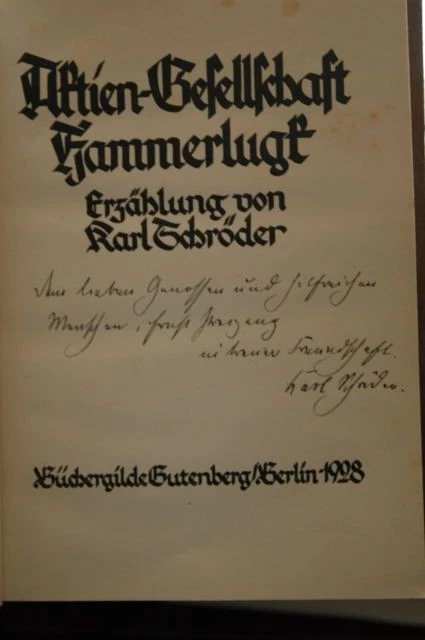 Aktien-Gesellschaft
Hammerlugk
Erzählung von
Karl Schröder
Dem lieben Genossen und hilfreichen
Menschen, Ernst Preczang
in treuer Freundschaft.
Karl Schröder.
Büchergilde Gutenberg/Berlin 1928